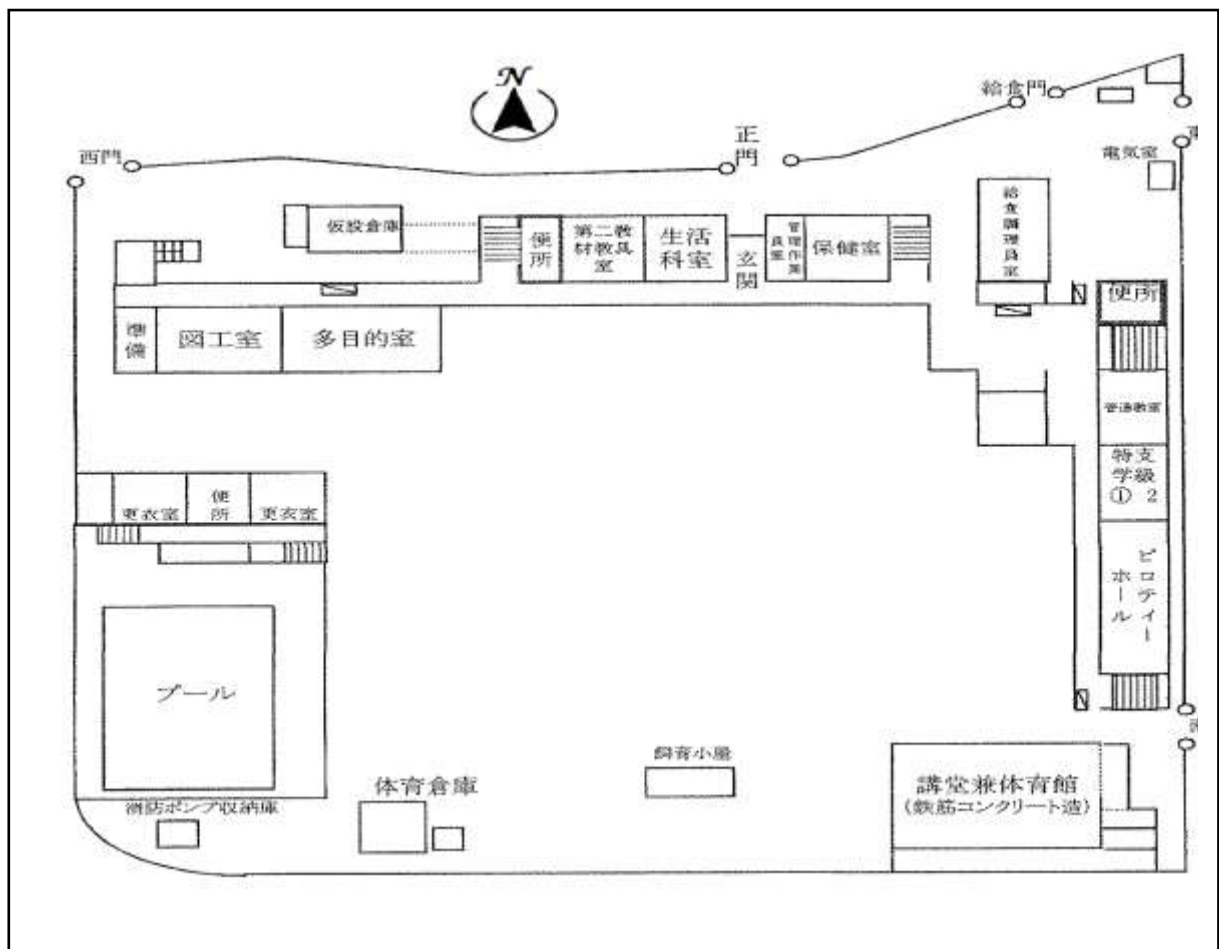 N
給食門
正
門
西門
電気室
仮設倉庫
便
所
第二教
材教具
室
生活
科室
玄
関
管理作業
員室
保健室
給食調理員室
便所
準
備
図工室
多目的室
普通教室
特支
学級
① 2
更衣室
便
所
更衣室
ピロティー
ホール
プール
飼育小屋
体育倉庫
講堂兼体育館
(鉄筋コンクリート造)
消防ポンプ収納庫